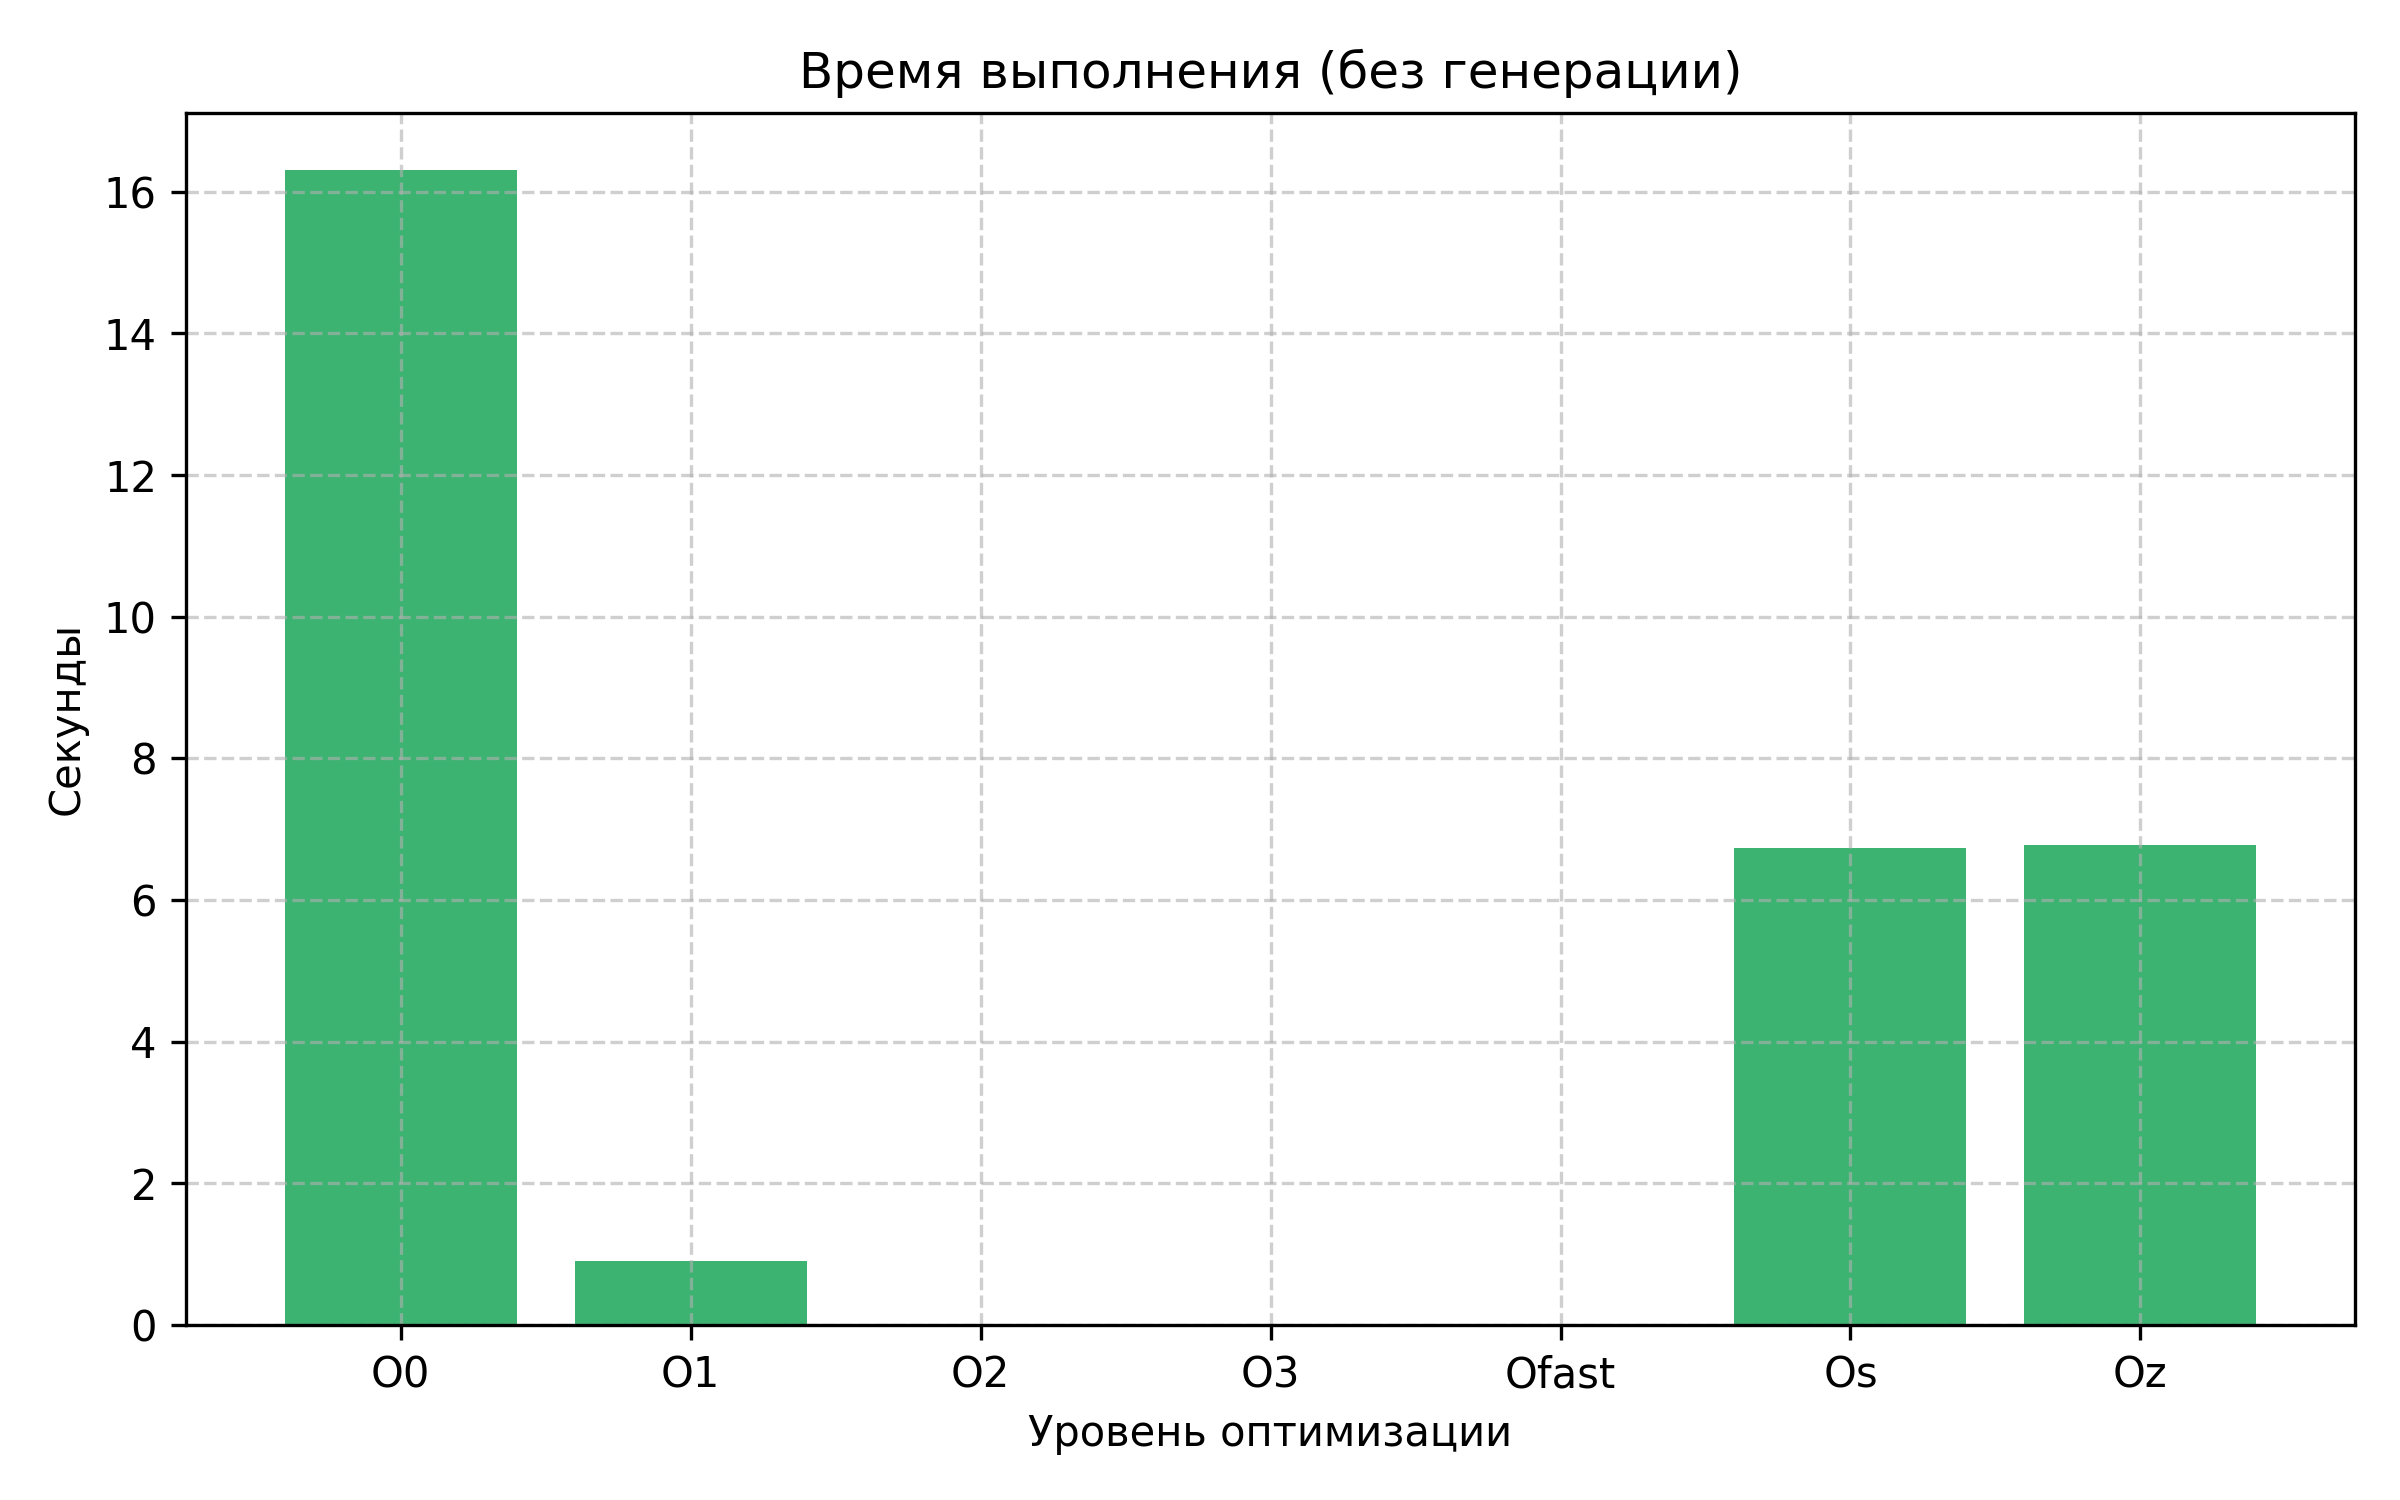 Время выполнения (без генерации)
Секунды
16
14
12
10
8
6
4
2
0
O0 O1 O2 O3 Ofast Os Oz
Уровень оптимизации